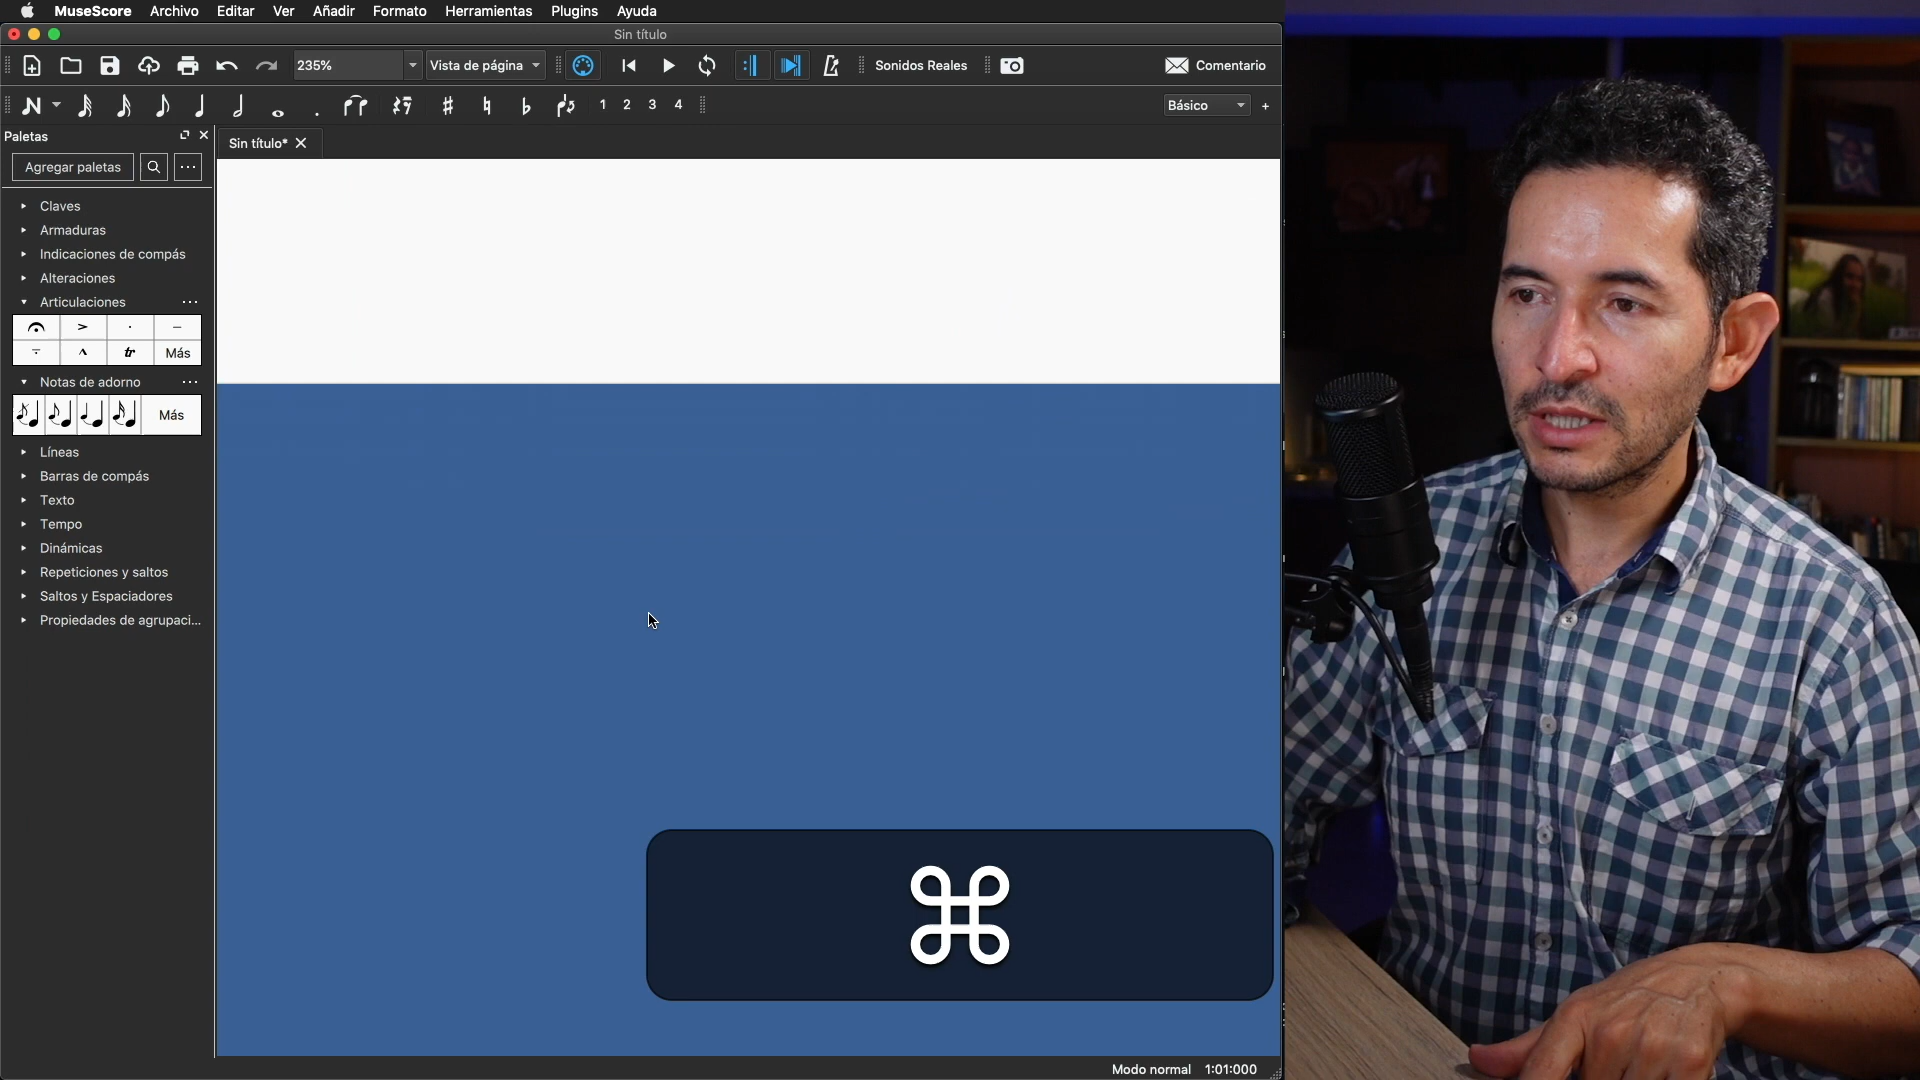 MuseScore Archivo Editar Ver Añadir Formato Herramientas Plugins Ayuda
Sin título
235% Vista de página Sonidos Reales Comentario
1 2 3 4 Básico +
Paletas
Sin título*
Agregar paletas ...
Claves
Armaduras
Indicaciones de compás
Alteraciones
Articulaciones ...
tr Más
Notas de adorno ...
Más
Líneas
Barras de compás
Texto
Tempo
Dinámicas
Repeticiones y saltos
Saltos y Espaciadores
Propiedades de agrupaci...
⌘
Modo normal 1:01:000